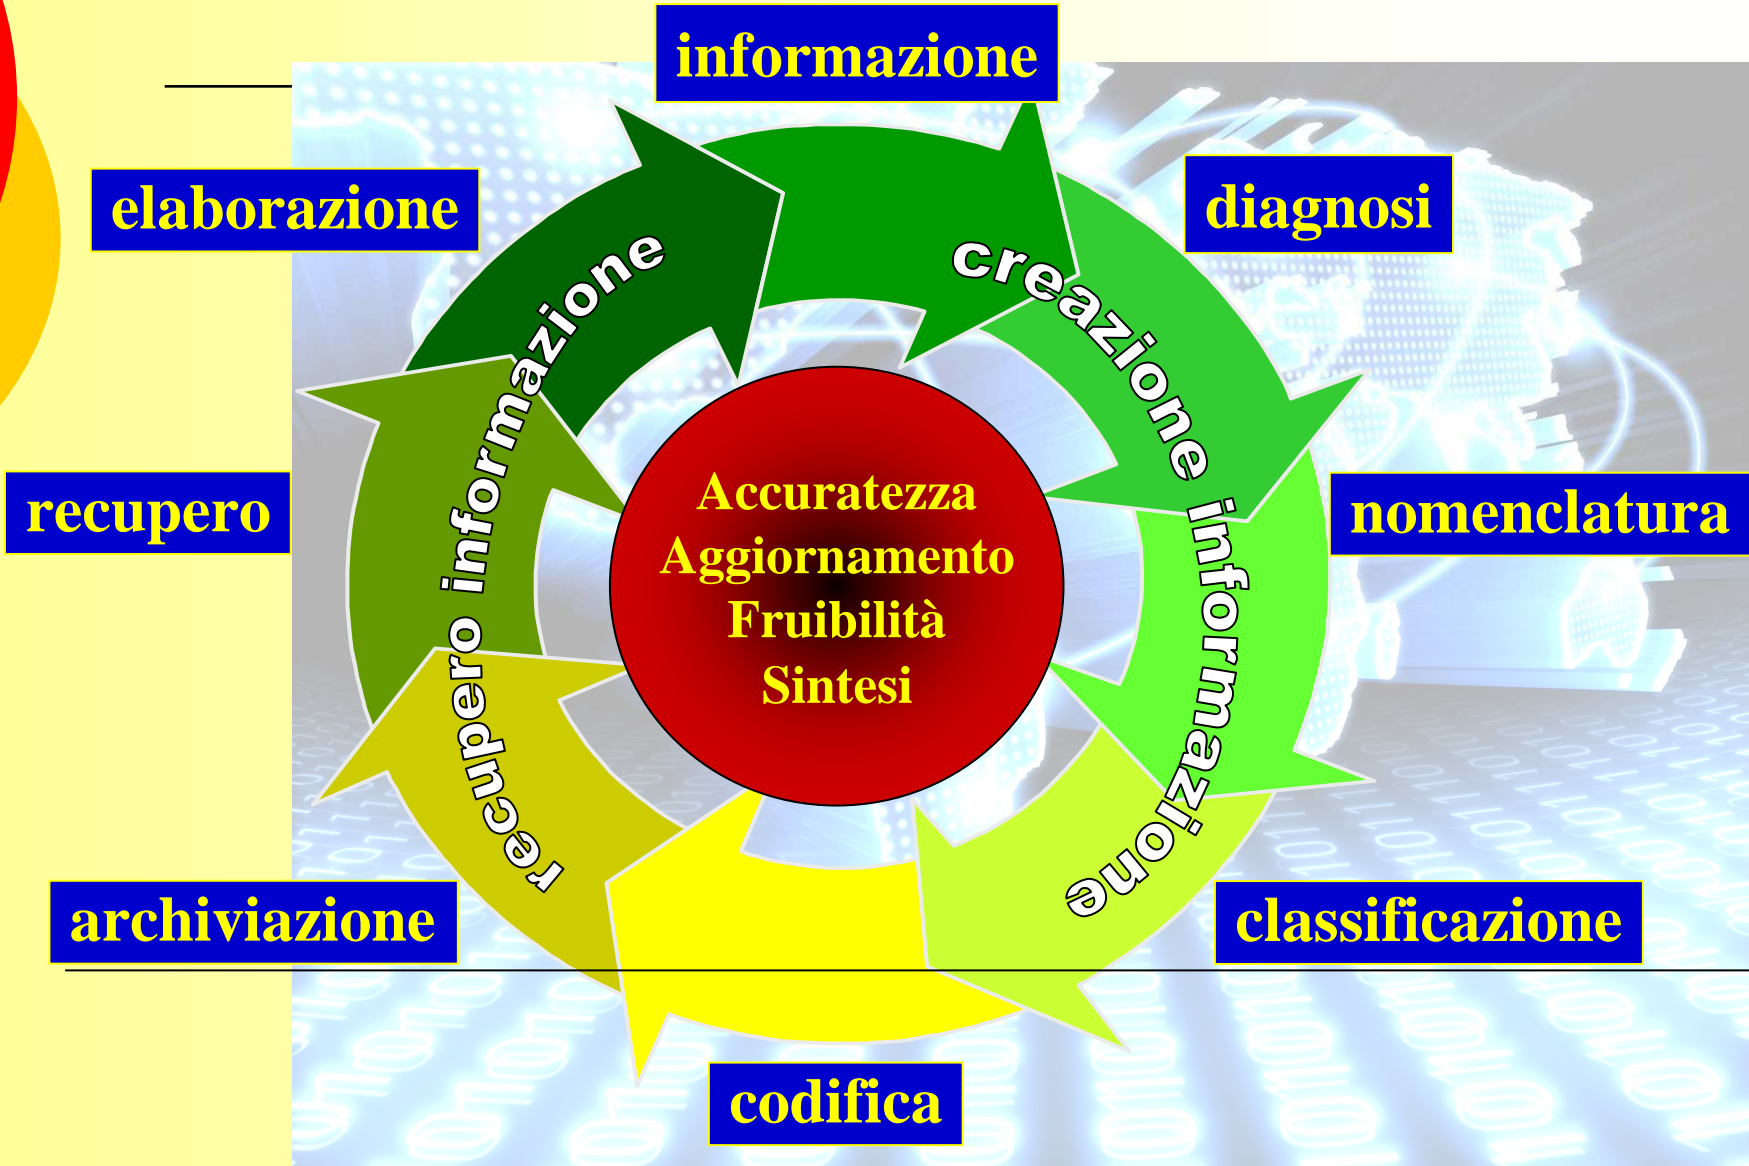 informazione
elaborazione
diagnosi
creazione informazione
recupero informazione
recupero
nomenclatura
Accuratezza
Aggiornamento
Fruibilità
Sintesi
archiviazione
classificazione
codifica